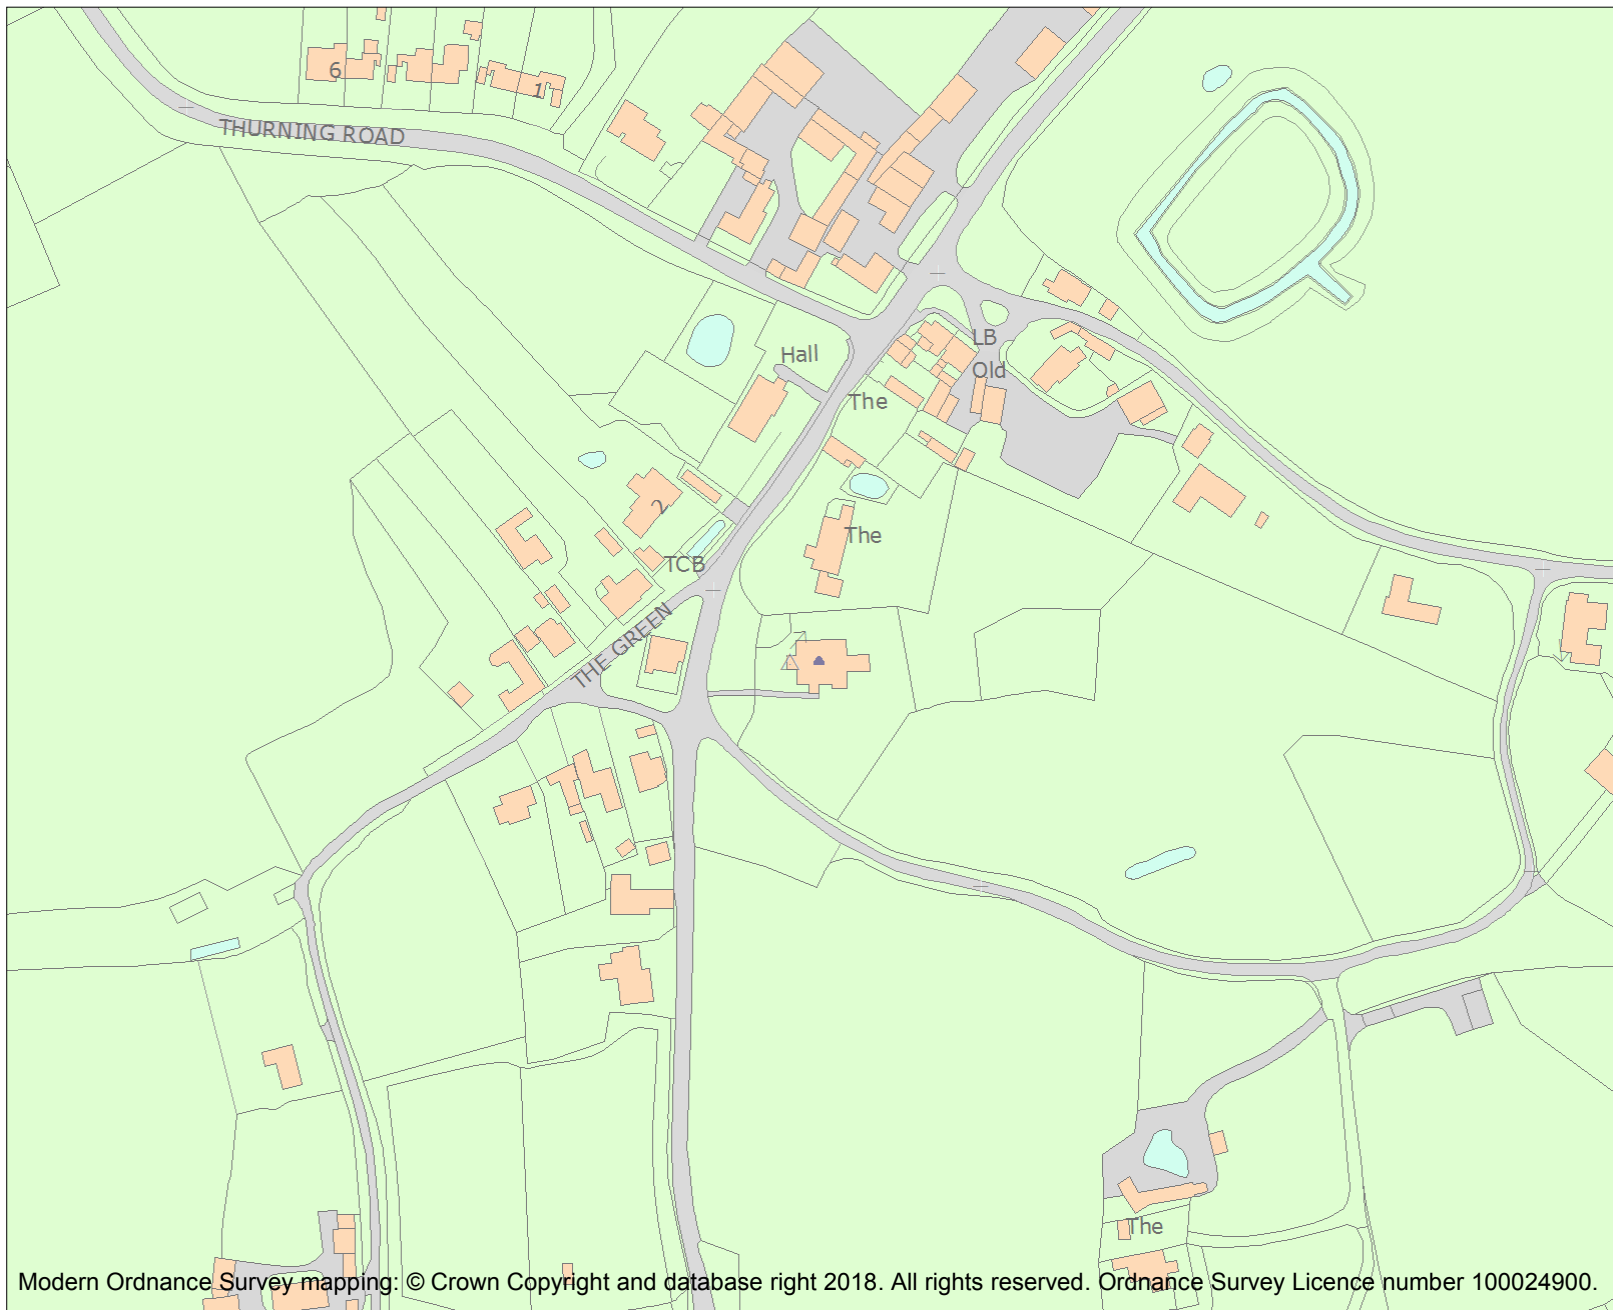 6
1
THURNING ROAD
LB
Hall
Old
The
2
The
TCB
THE GREEN
The
Modern Ordnance Survey mapping: © Crown Copyright and database right 2018. All rights reserved. Ordnance Survey Licence number 100024900.